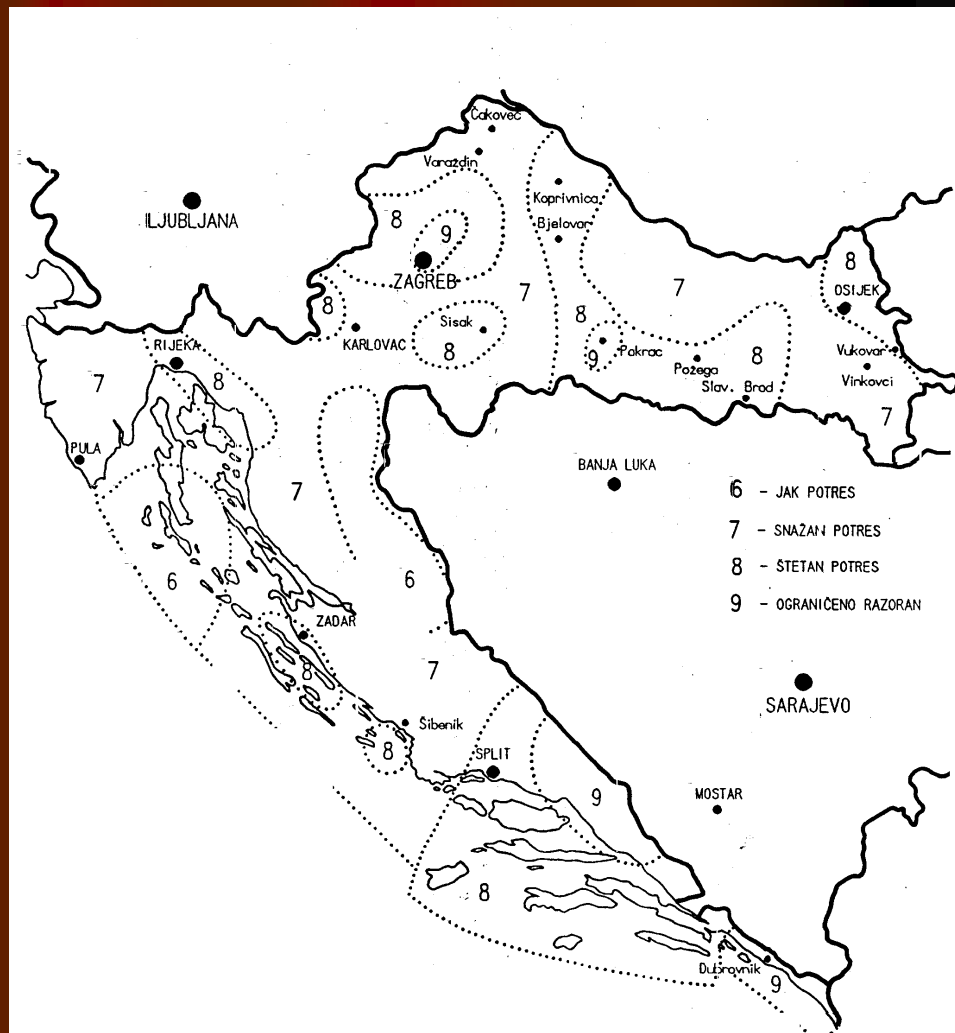 Čakovec
Varaždin
Koprivnica
ILJUBLJANA
8
9
Bjelovar
ZAGREB
8
7
7
OSIJEK
8
Sisak
8
KARLOVAC
8
9
Pakrac
Vukovar
RIJEKA
8
8
Požega
Vinkovci
7
Slav. Brod
7
PULA
BANJA LUKA
7
6 - JAK POTRES
7 - SNAŽAN POTRES
8 - ŠTETAN POTRES
9 - OGRANIČENO RAZORAN
6
6
ZADAR
8
7
SARAJEVO
Šibenik
8
SPLIT
9
MOSTAR
8
Dubrovnik
9